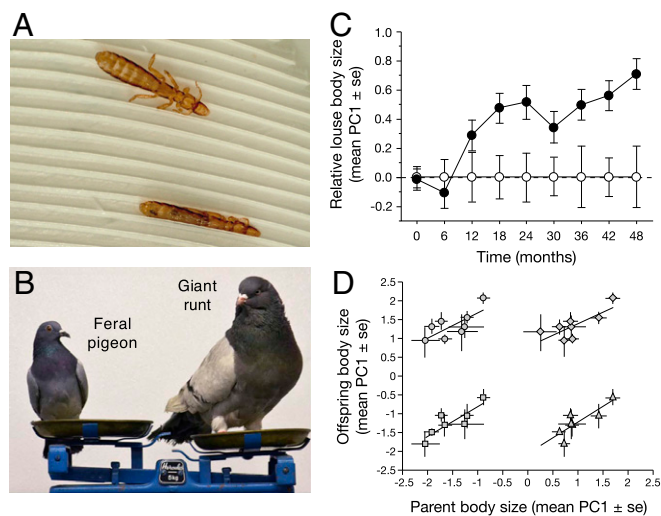 A
B
Feral
pigeon
Giant
runt
5kg
C
Relative louse body size
(mean PC1 ± se)
1.0
0.8
0.6
0.4
0.2
0.0
-0.2
0 6 12 18 24 30 36 42 48
Time (months)
D
Offspring body size
(mean PC1 ± se)
2.5
2
1.5
1
0.5
0
-0.5
-1
-1.5
-2
-2.5
-2.5 -2 -1.5 -1 -0.5 0 0.5 1 1.5 2 2.5
Parent body size (mean PC1 ± se)